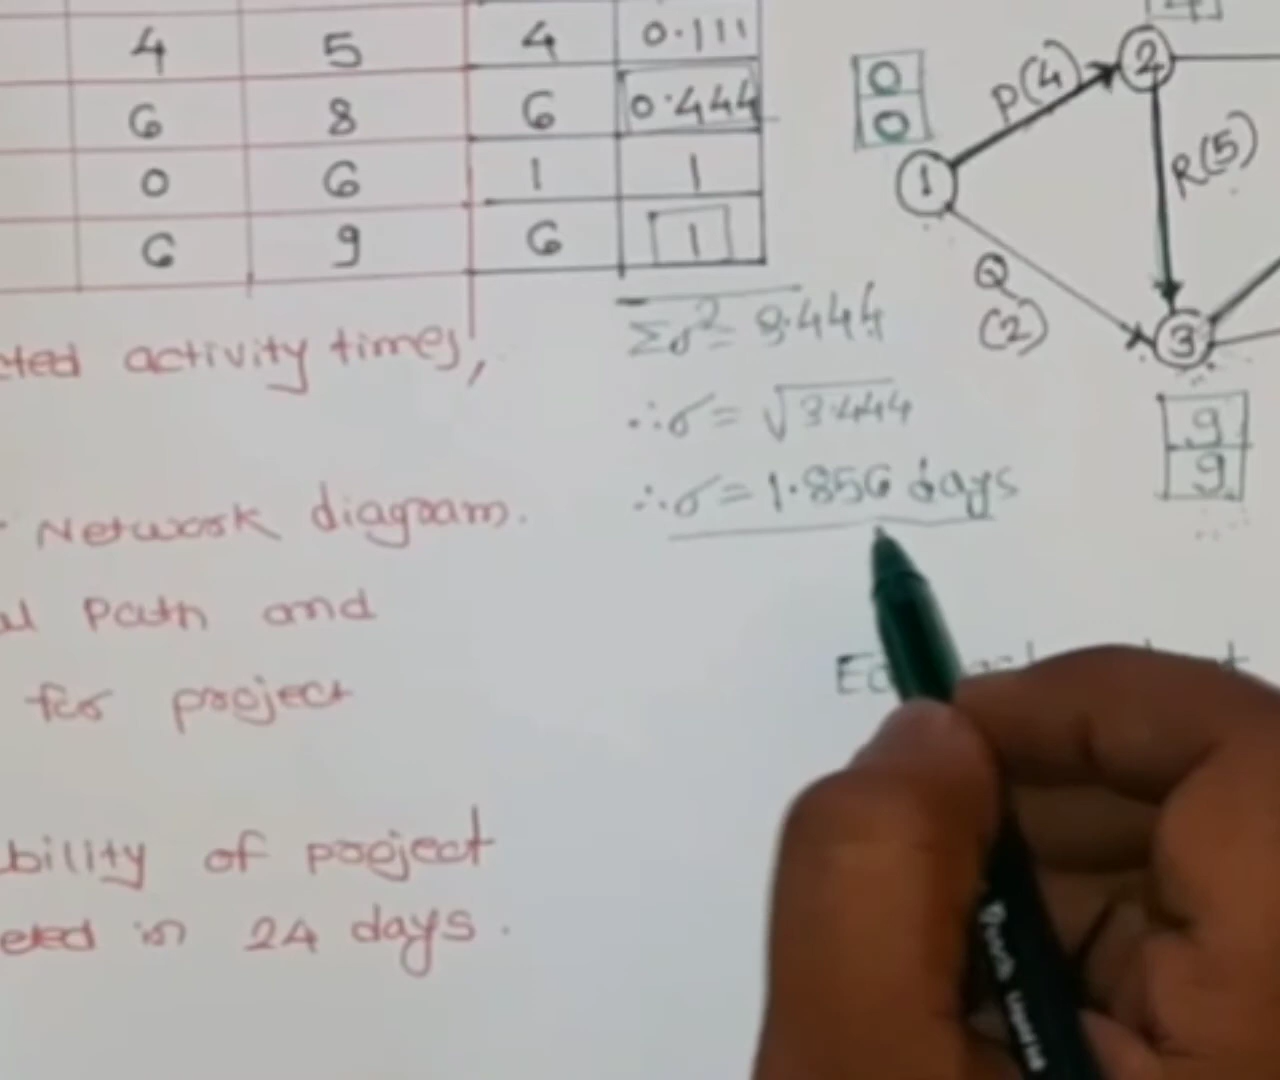 4 5 4 0.111
6 8 6 0.444
0 6 1 1
6 9 6 1
activity times,
Network diagram.
Path and
for project
of project
in 24 days.
Σσ² = 3.444
∴σ = √3.444
∴σ = 1.856 days
0
0
1
P(4)
2
R(5)
Q
(2)
3
9
9